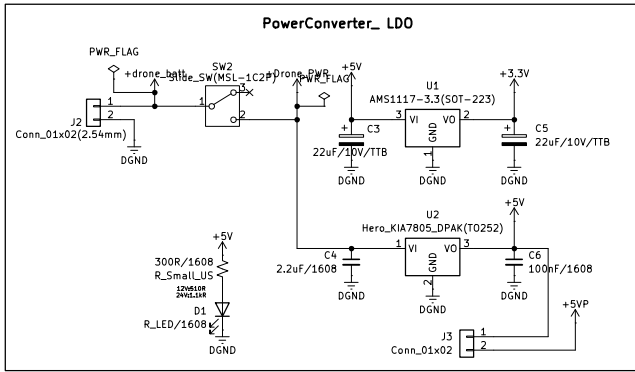 PowerConverter_ LDO
PWR_FLAG
+drone_batt
SW2
Slide_SW(MSL-1C2P)
+Drone_PWR
PWR_FLAG
1
2
J2
Conn_01x02(2.54mm)
DGND
1
3
2
+5V
U1
AMS1117-3.3(SOT-223)
+3.3V
+
C3
22uF/10V/TTB
DGND
3
VI
VO
2
GND
1
DGND
+
C5
22uF/10V/TTB
DGND
U2
Hero_KIA7805_DPAK(TO252)
+5V
C4
2.2uF/1608
DGND
1
VI
VO
3
GND
2
DGND
C6
100nF/1608
DGND
+5V
300R/1608
R_Small_US
12V:510R
24V:1.1kR
D1
R_LED/1608
DGND
+5VP
J3
Conn_01x02
1
2